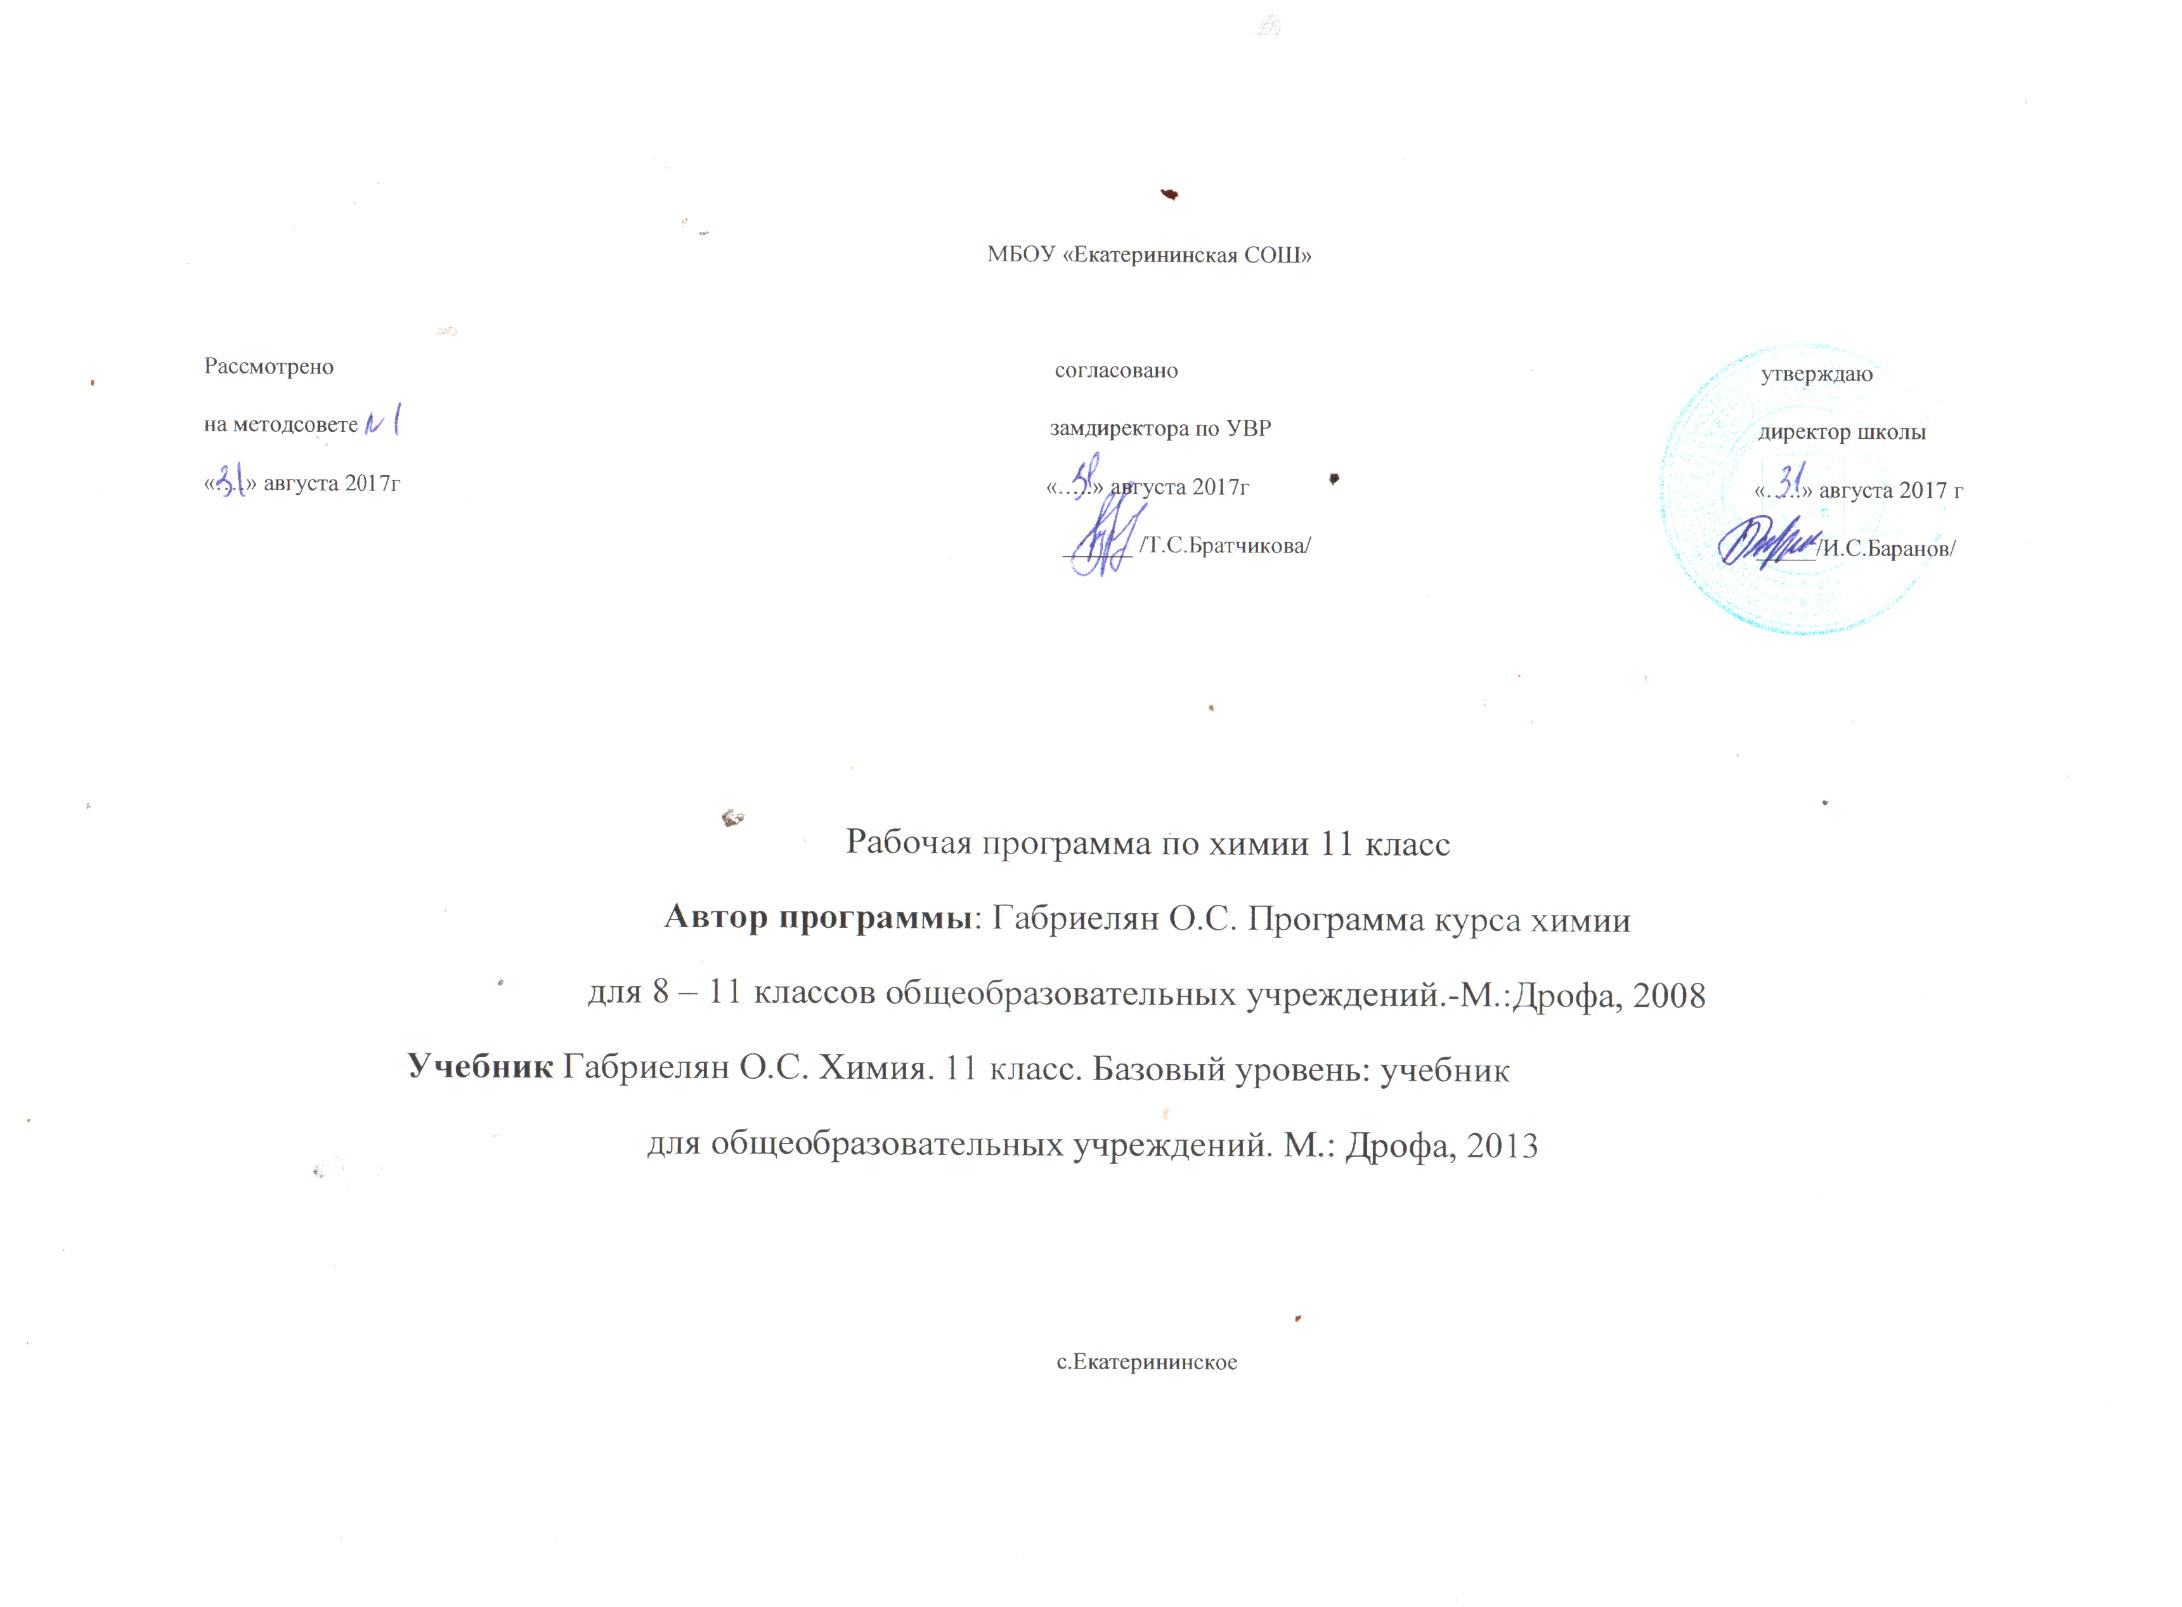 МБОУ «Екатерининская СОШ»
Рассмотрено
на методсовете № 1
«31» августа 2017г
согласовано
замдиректора по УВР
«31» августа 2017г
/Т.С.Братчикова/
утверждаю
директор школы
«31» августа 2017 г
/И.С.Баранов/
Рабочая программа по химии 11 класс
Автор программы: Габриелян О.С. Программа курса химии
для 8 – 11 классов общеобразовательных учреждений.-М.:Дрофа, 2008
Учебник Габриелян О.С. Химия. 11 класс. Базовый уровень: учебник
для общеобразовательных учреждений. М.: Дрофа, 2013
с.Екатерининское